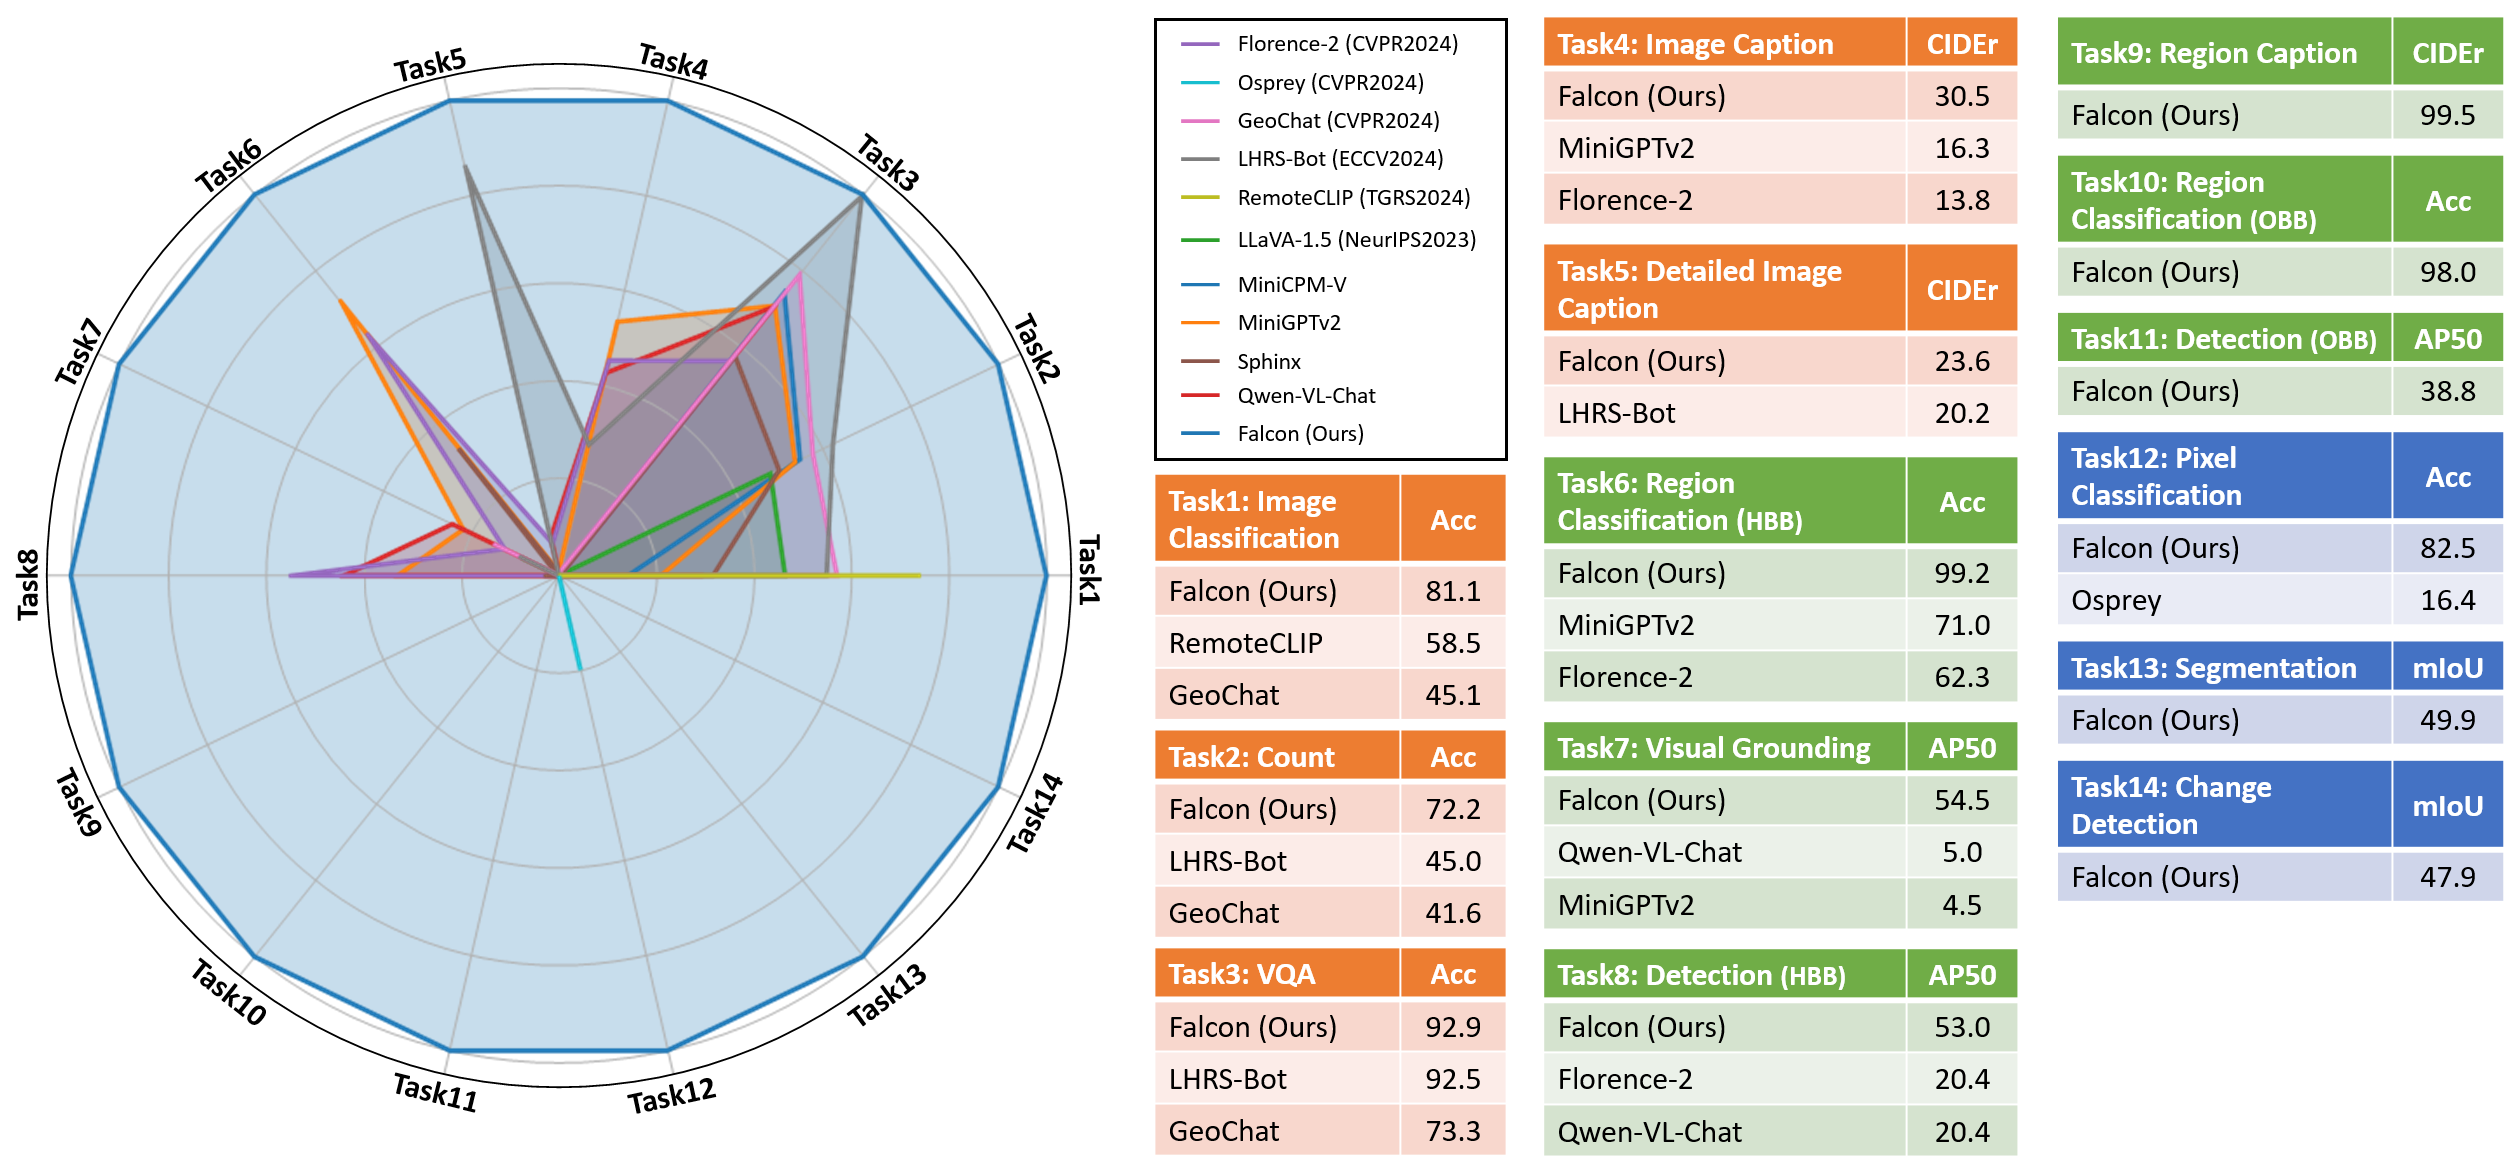 Task1
Task2
Task3
Task4
Task5
Task6
Task7
Task8
Task9
Task10
Task11
Task12
Task13
Task14
Florence-2 (CVPR2024)
Osprey (CVPR2024)
GeoChat (CVPR2024)
LHRS-Bot (ECCV2024)
RemoteCLIP (TGRS2024)
LLaVA-1.5 (NeurIPS2023)
MiniCPM-V
MiniGPTv2
Sphinx
Qwen-VL-Chat
Falcon (Ours)
Task1: Image
Classification
Acc
Falcon (Ours) 81.1
RemoteCLIP 58.5
GeoChat 45.1
Task2: Count Acc
Falcon (Ours) 72.2
LHRS-Bot 45.0
GeoChat 41.6
Task3: VQA Acc
Falcon (Ours) 92.9
LHRS-Bot 92.5
GeoChat 73.3
Task4: Image Caption CIDEr
Falcon (Ours) 30.5
MiniGPTv2 16.3
Florence-2 13.8
Task5: Detailed Image
Caption
CIDEr
Falcon (Ours) 23.6
LHRS-Bot 20.2
Task6: Region
Classification (HBB)
Acc
Falcon (Ours) 99.2
MiniGPTv2 71.0
Florence-2 62.3
Task7: Visual Grounding AP50
Falcon (Ours) 54.5
Qwen-VL-Chat 5.0
MiniGPTv2 4.5
Task8: Detection (HBB) AP50
Falcon (Ours) 53.0
Florence-2 20.4
Qwen-VL-Chat 20.4
Task9: Region Caption CIDEr
Falcon (Ours) 99.5
Task10: Region
Classification (OBB)
Acc
Falcon (Ours) 98.0
Task11: Detection (OBB) AP50
Falcon (Ours) 38.8
Task12: Pixel
Classification
Acc
Falcon (Ours) 82.5
Osprey 16.4
Task13: Segmentation mIoU
Falcon (Ours) 49.9
Task14: Change
Detection
mIoU
Falcon (Ours) 47.9